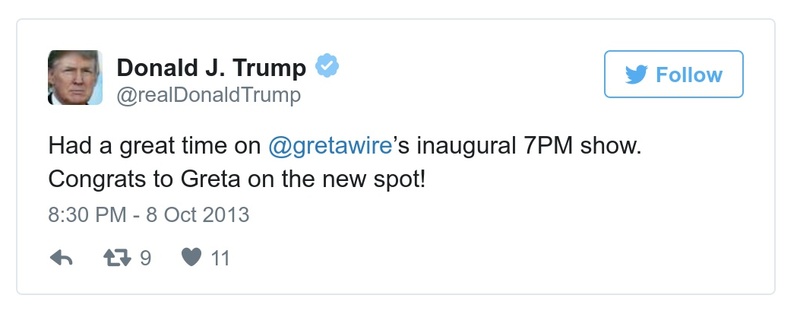 Donald J. Trump
@realDonaldTrump
Follow
Had a great time on @gretawire’s inaugural 7PM show.
Congrats to Greta on the new spot!
8:30 PM - 8 Oct 2013
9 11